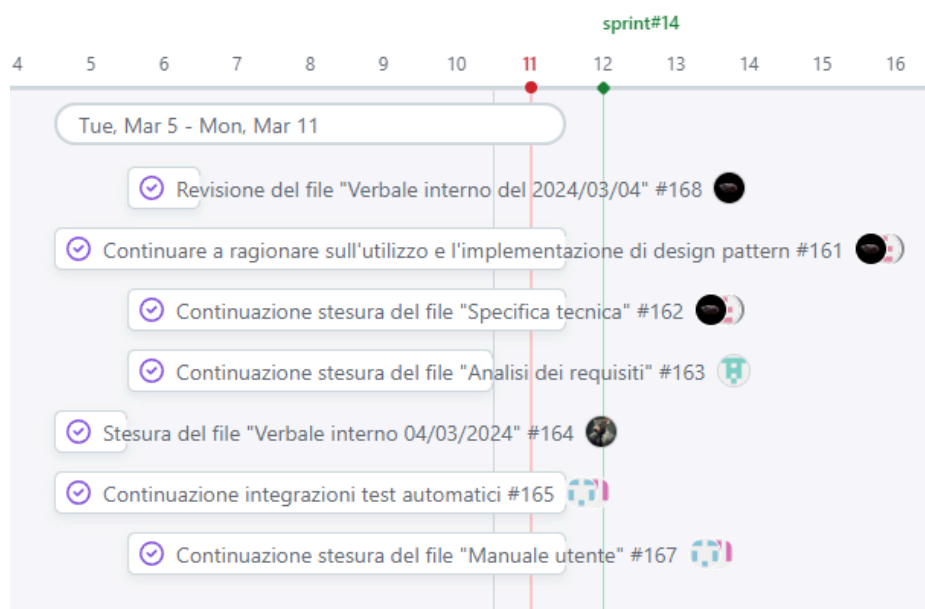 sprint#14
4 5 6 7 8 9 10 11 12 13 14 15 16
Tue, Mar 5 - Mon, Mar 11
Revisione del file "Verbale interno del 2024/03/04" #168
Continuare a ragionare sull'utilizzo e l'implementazione di design pattern #161
Continuazione stesura del file "Specifica tecnica" #162
Continuazione stesura del file "Analisi dei requisiti" #163
Stesura del file "Verbale interno 04/03/2024" #164
Continuazione integrazioni test automatici #165
Continuazione stesura del file "Manuale utente" #167